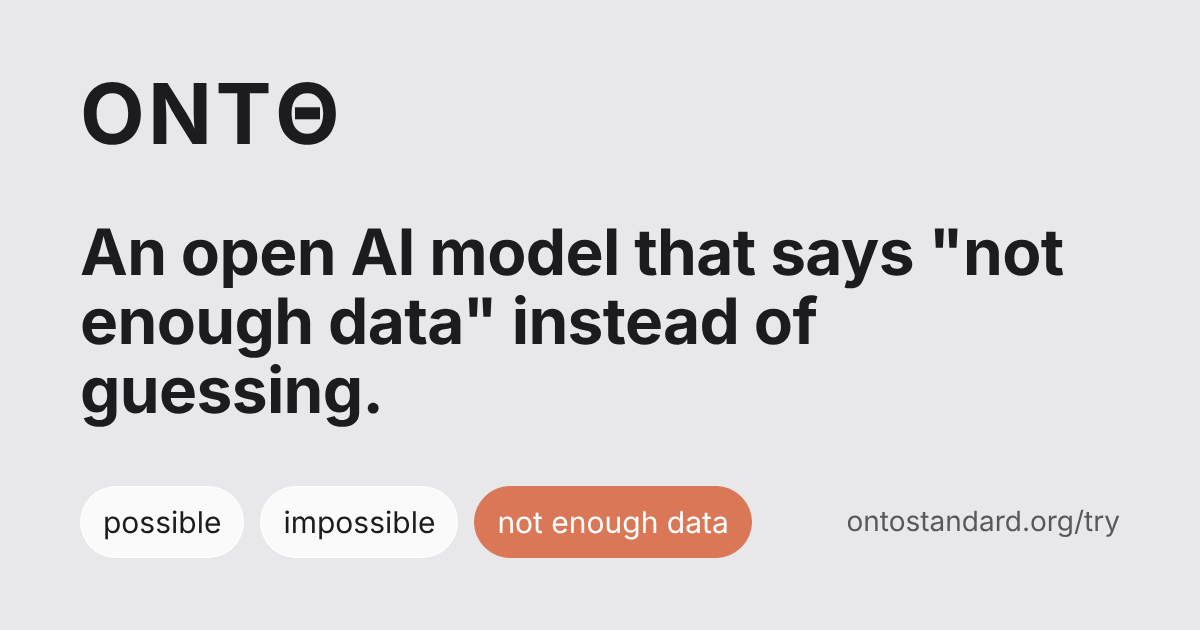 ONTΘ
An open AI model that says "not
enough data" instead of
guessing.
possible impossible not enough data ontostandard.org/try